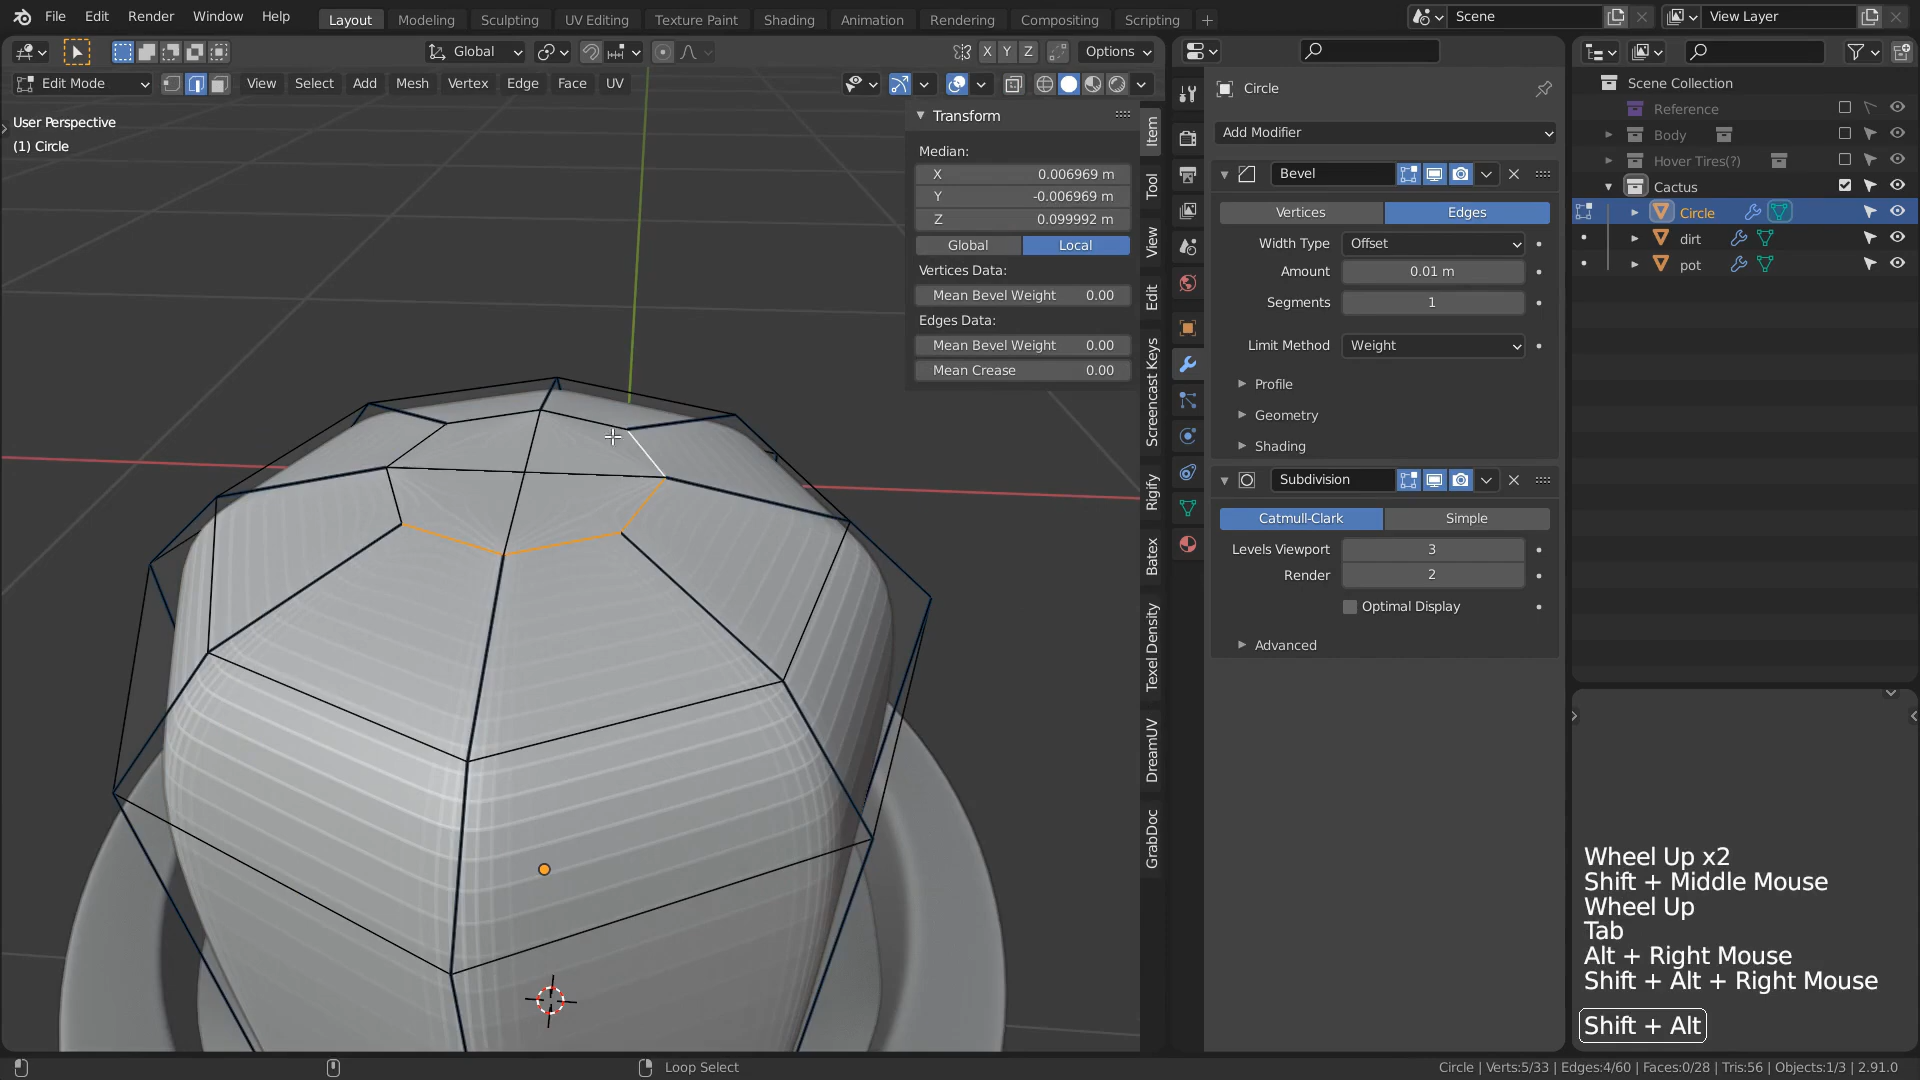 File Edit Render Window Help Layout Modeling Sculpting UV Editing Texture Paint Shading Animation Rendering Compositing Scripting Scene View Layer
Global X Y Z Options
Edit Mode View Select Add Mesh Vertex Edge Face UV
User Perspective
(1) Circle
Transform
Median:
X 0.006969 m
Y -0.006969 m
Z 0.099992 m
Global Local
Vertices Data:
Mean Bevel Weight 0.00
Edges Data:
Mean Bevel Weight 0.00
Mean Crease 0.00
Item
Tool
View
Edit
Screencast Keys
Rigify
Batex
Texel Density
DreamUV
GrabDoc
Circle
Add Modifier
Bevel
Vertices Edges
Width Type Offset
Amount 0.01 m
Segments 1
Limit Method Weight
Profile
Geometry
Shading
Subdivision
Catmull-Clark Simple
Levels Viewport 3
Render 2
Optimal Display
Advanced
Scene Collection
Reference
Body
Hover Tires(?)
Cactus
Circle
dirt
pot
Wheel Up x2
Shift + Middle Mouse
Wheel Up
Tab
Alt + Right Mouse
Shift + Alt + Right Mouse
Shift + Alt
Loop Select
Circle | Verts:5/33 | Edges:4/60 | Faces:0/28 | Tris:56 | Objects:1/3 | 2.91.0